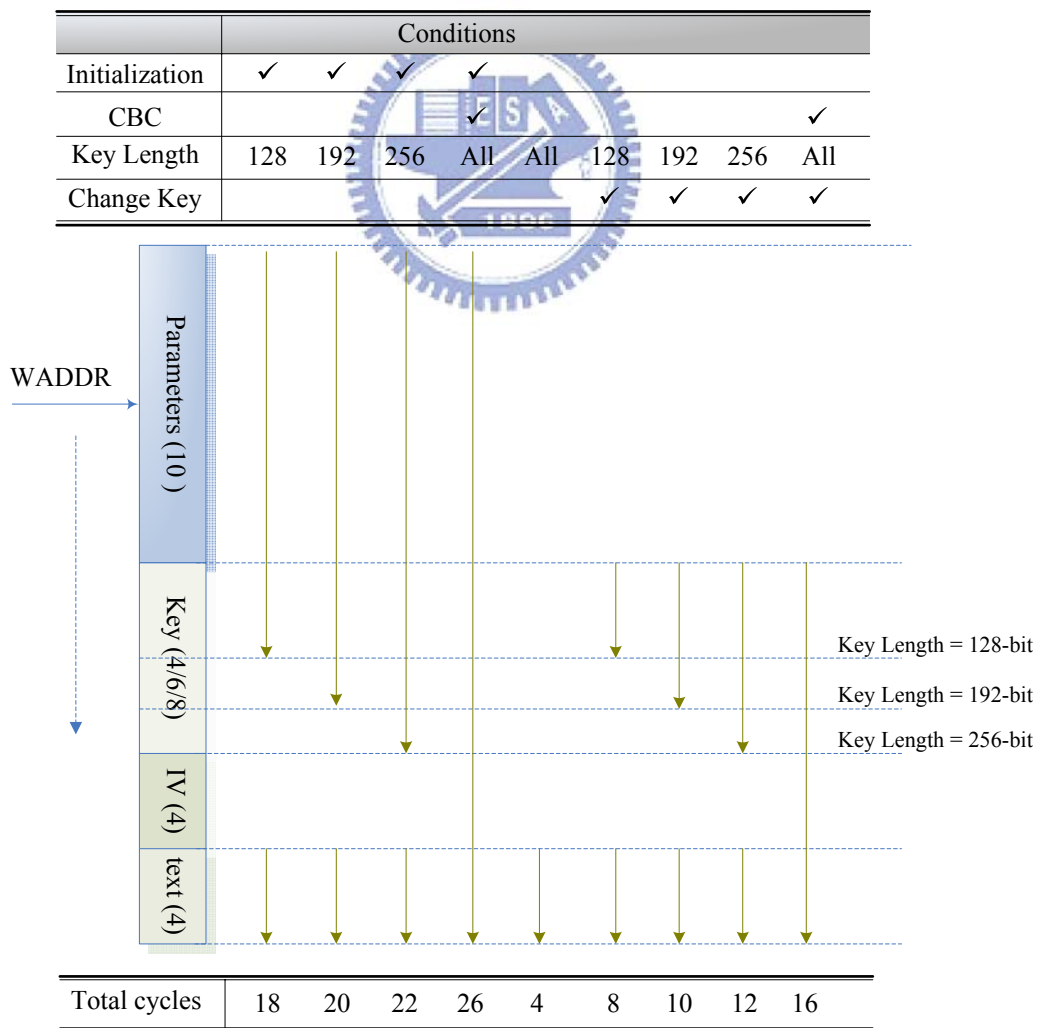 Conditions
Initialization ✓ ✓ ✓ ✓
CBC ✓ ✓
Key Length 128 192 256 All All 128 192 256 All
Change Key ✓ ✓ ✓ ✓
E S A
1896
Parameters (10 )
WADDR
Key (4/6/8)
Key Length = 128-bit
Key Length = 192-bit
Key Length = 256-bit
IV (4)
text (4)
Total cycles 18 20 22 26 4 8 10 12 16